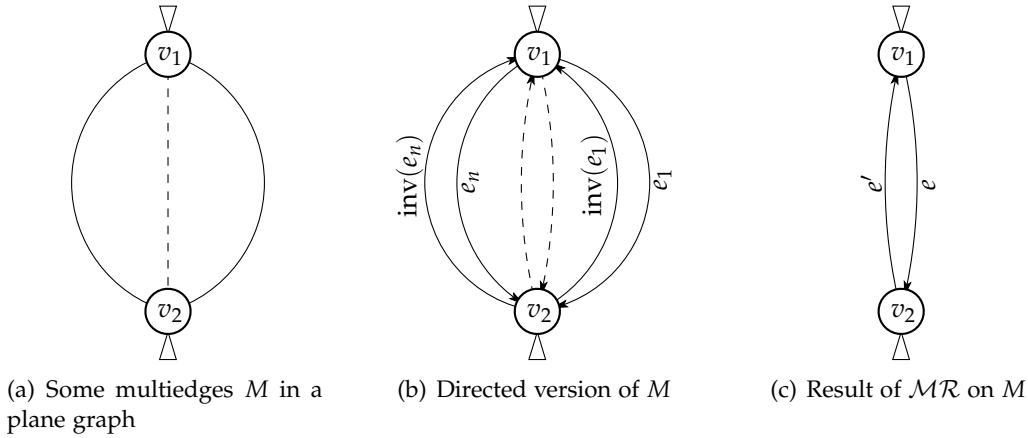 v₁
v₂
(a) Some multiedges M in a
plane graph
v₁
inv(eₙ)
eₙ
inv(e₁)
e₁
v₂
(b) Directed version of M
v₁
e′
e
v₂
(c) Result of ℳℛ on M